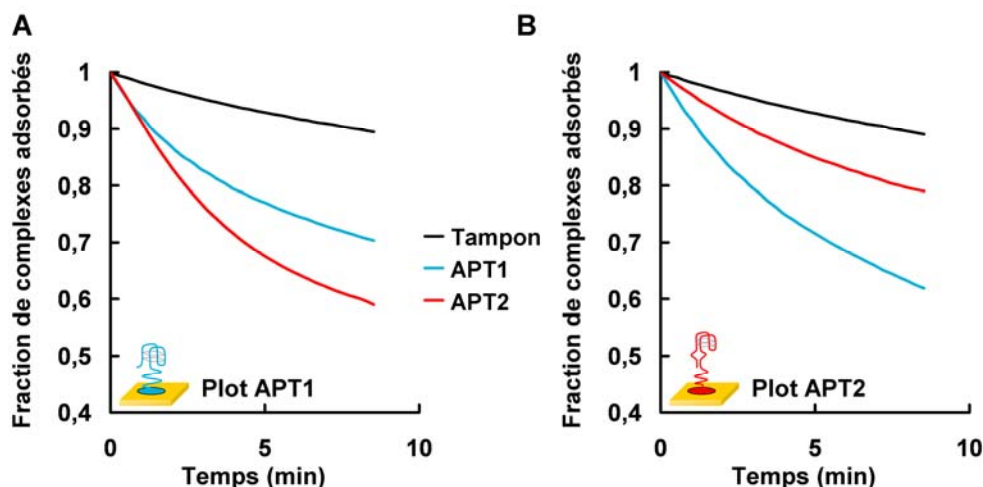 A
Fraction de complexes adsorbés
1
0,9
0,8
0,7
0,6
0,5
0,4
0
5
10
Temps (min)
Plot APT1
Tampon
APT1
APT2
B
Fraction de complexes adsorbés
1
0,9
0,8
0,7
0,6
0,5
0,4
0
5
10
Temps (min)
Plot APT2